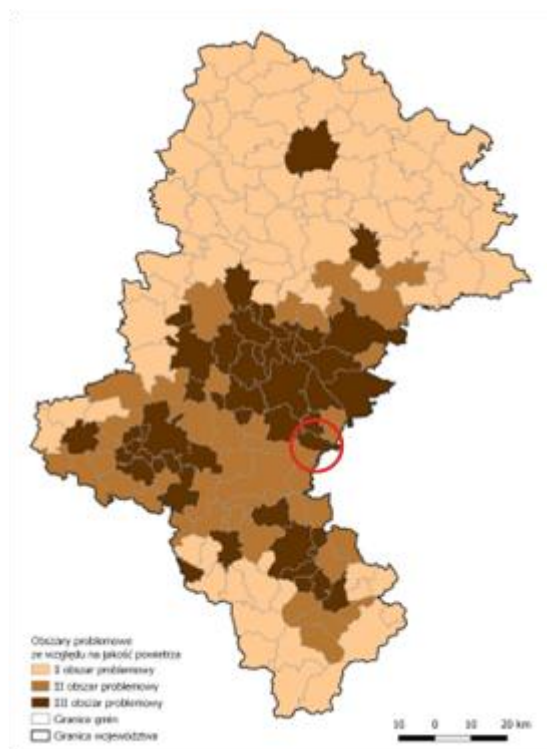 Obszary problemowe
ze względu na jakość powietrza
I obszar problemowy
II obszar problemowy
III obszar problemowy
Granica gmin
Granica województwa
10 0 10 20 km